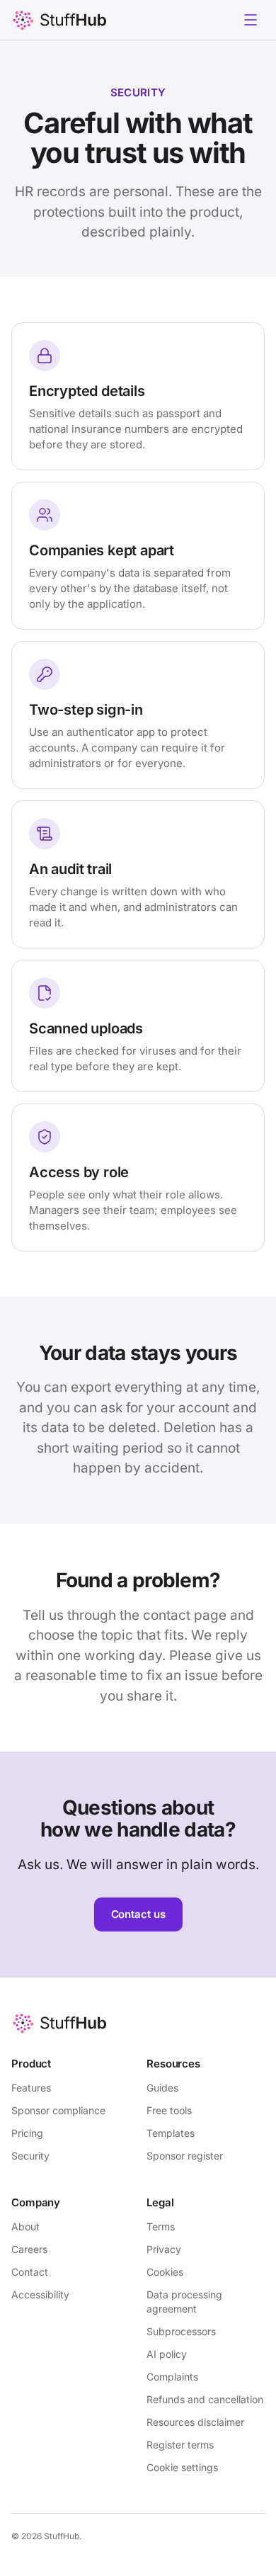 StuffHub
SECURITY
Careful with what
you trust us with
HR records are personal. These are the
protections built into the product,
described plainly.
Encrypted details
Sensitive details such as passport and
national insurance numbers are encrypted
before they are stored.
Companies kept apart
Every company's data is separated from
every other's by the database itself, not
only by the application.
Two-step sign-in
Use an authenticator app to protect
accounts. A company can require it for
administrators or for everyone.
An audit trail
Every change is written down with who
made it and when, and administrators can
read it.
Scanned uploads
Files are checked for viruses and for their
real type before they are kept.
Access by role
People see only what their role allows.
Managers see their team; employees see
themselves.
Your data stays yours
You can export everything at any time,
and you can ask for your account and
its data to be deleted. Deletion has a
short waiting period so it cannot
happen by accident.
Found a problem?
Tell us through the contact page and
choose the topic that fits. We reply
within one working day. Please give us
a reasonable time to fix an issue before
you share it.
Questions about
how we handle data?
Ask us. We will answer in plain words.
Contact us
StuffHub
Product
Features
Sponsor compliance
Pricing
Security
Resources
Guides
Free tools
Templates
Sponsor register
Company
About
Careers
Contact
Accessibility
Legal
Terms
Privacy
Cookies
Data processing
agreement
Subprocessors
AI policy
Complaints
Refunds and cancellation
Resources disclaimer
Register terms
Cookie settings
© 2026 StuffHub.